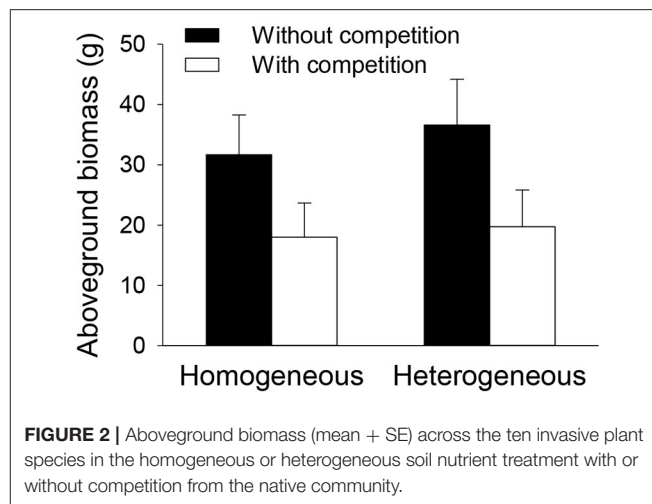 Without competition
With competition
Aboveground biomass (g)
50
40
30
20
10
0
Homogeneous Heterogeneous
FIGURE 2 | Aboveground biomass (mean + SE) across the ten invasive plant
species in the homogeneous or heterogeneous soil nutrient treatment with or
without competition from the native community.